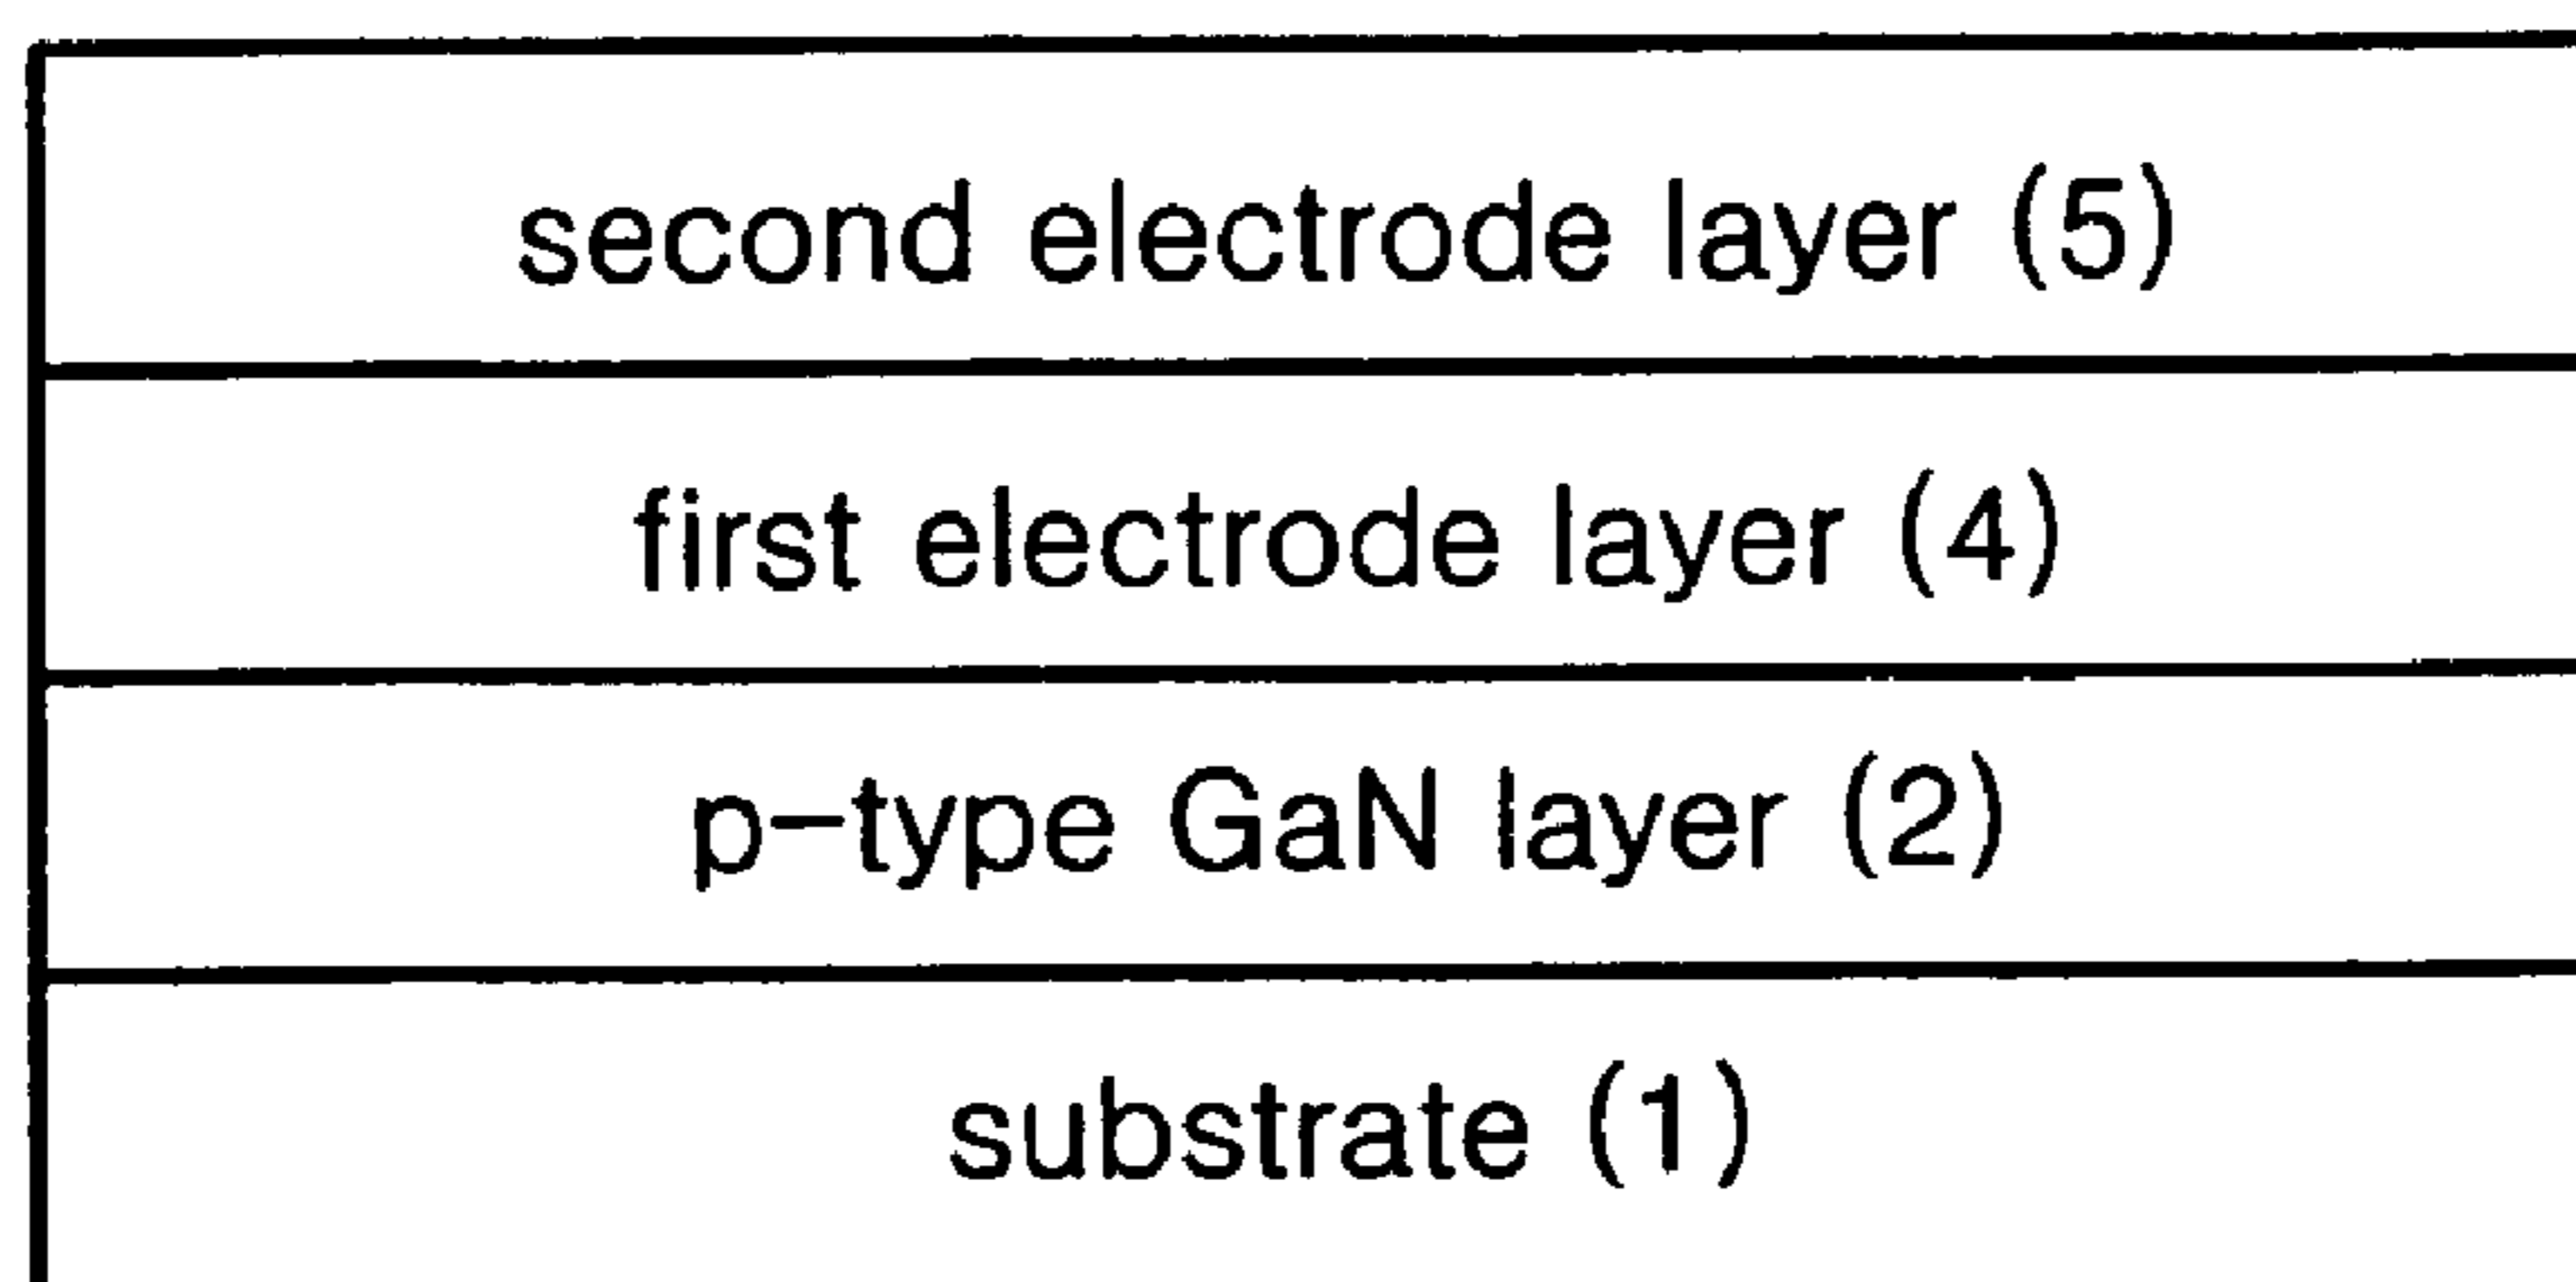 second electrode layer (5)
first electrode layer (4)
p-type GaN layer (2)
substrate (1)